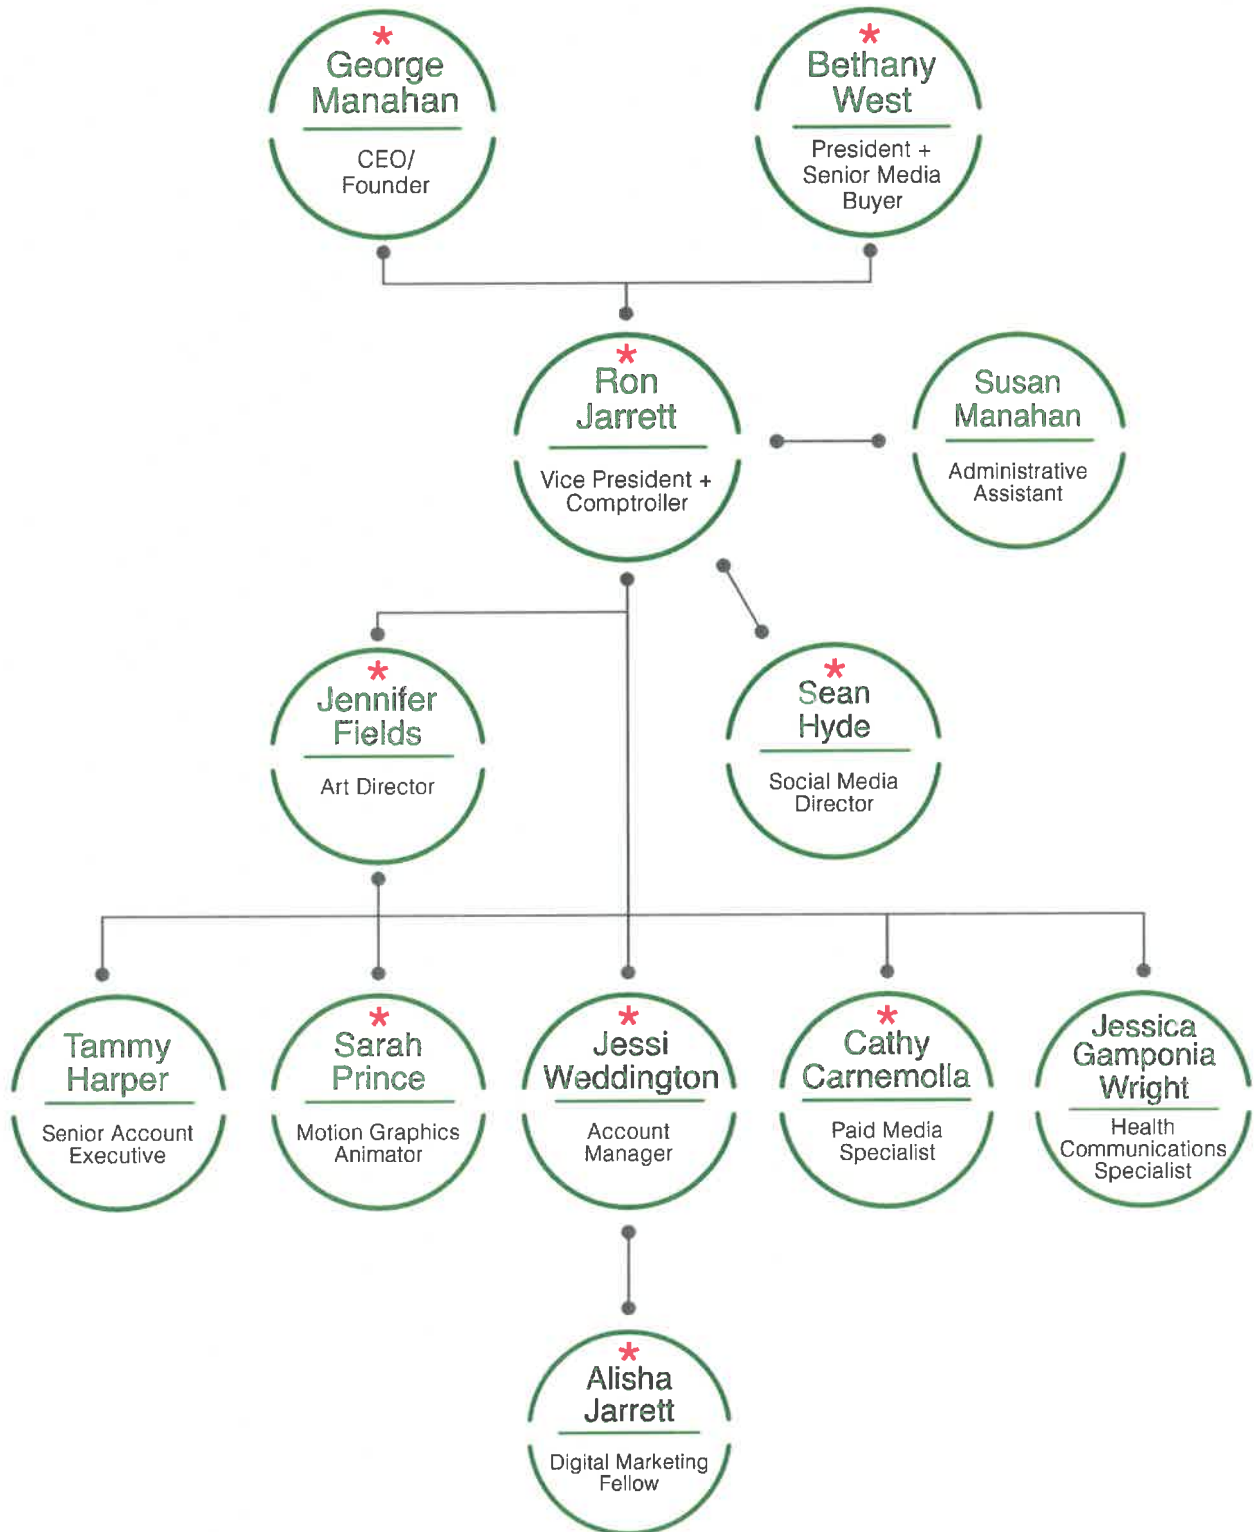 *
George
Manahan
CEO/
Founder
*
Bethany
West
President +
Senior Media
Buyer
*
Ron
Jarrett
Vice President +
Comptroller
Susan
Manahan
Administrative
Assistant
*
Jennifer
Fields
Art Director
*
Sean
Hyde
Social Media
Director
Tammy
Harper
Senior Account
Executive
*
Sarah
Prince
Motion Graphics
Animator
*
Jessi
Weddington
Account
Manager
*
Cathy
Carnemolla
Paid Media
Specialist
Jessica
Gamponia
Wright
Health
Communications
Specialist
*
Alisha
Jarrett
Digital Marketing
Fellow